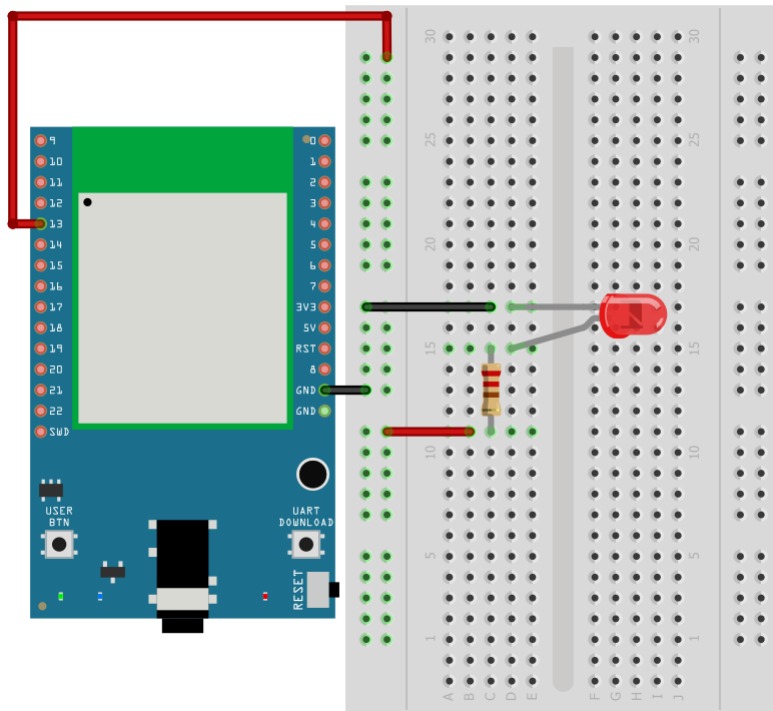 30 30
9 0
10 1
25 25
11 2
12 3
13 4
14 5
20 20
15 6
16 7
17 3V3
18 5V
19 RST
15 15
20 8
21 GND
22 GND
SWD
10 10
USER
BTN
UART
DOWNLOAD
5 5
RESET
1 1
A B C D E F G H I J